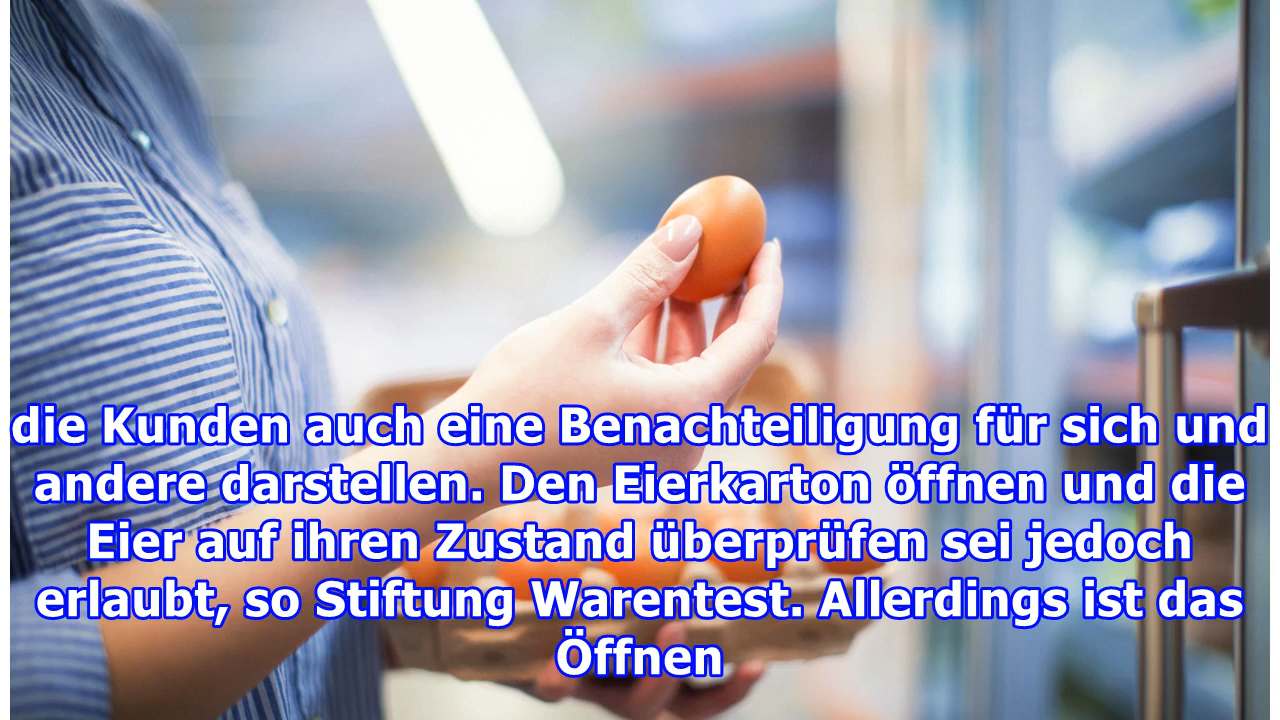 die Kunden auch eine Benachteiligung für sich und
andere darstellen. Den Eierkarton öffnen und die
Eier auf ihren Zustand überprüfen sei jedoch
erlaubt, so Stiftung Warentest. Allerdings ist das
Öffnen